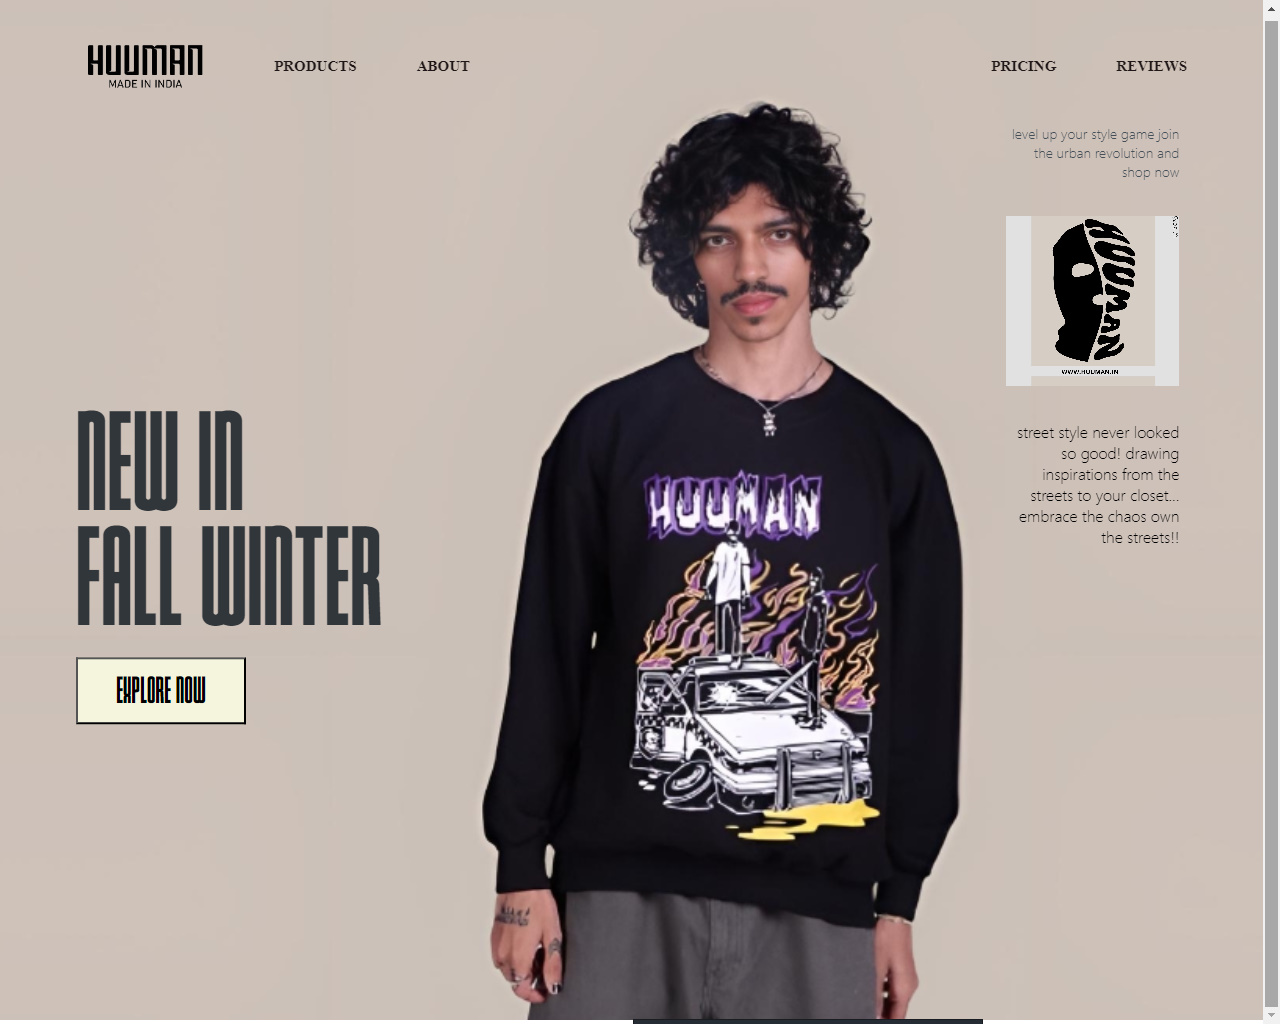 HUUMAN
MADE IN INDIA
PRODUCTS
ABOUT
PRICING
REVIEWS
level up your style game join
the urban revolution and
shop now
HUUMAN
WWW.HUUMAN.IN
street style never looked
so good! drawing
inspirations from the
streets to your closet...
embrace the chaos own
the streets!!
HUUMAN
NEW IN
FALL WINTER
EXPLORE NOW